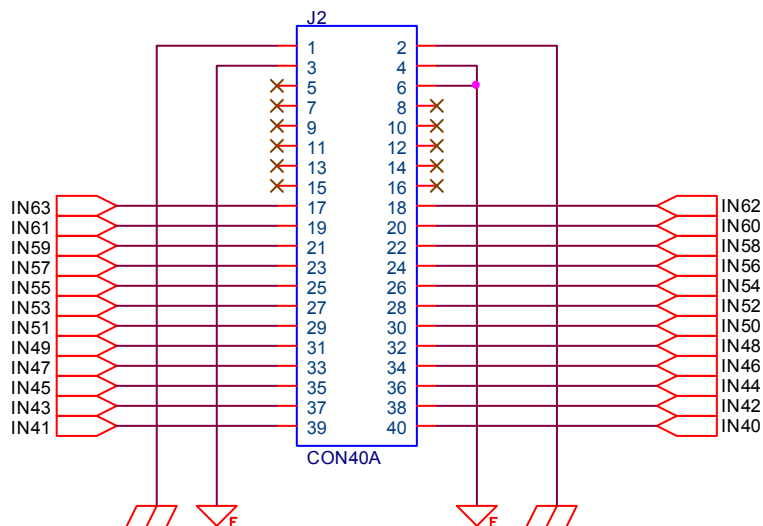 J2
1 2
3 4
5 6
7 8
9 10
11 12
13 14
15 16
IN63 17 18 IN62
IN61 19 20 IN60
IN59 21 22 IN58
IN57 23 24 IN56
IN55 25 26 IN54
IN53 27 28 IN52
IN51 29 30 IN50
IN49 31 32 IN48
IN47 33 34 IN46
IN45 35 36 IN44
IN43 37 38 IN42
IN41 39 40 IN40
CON40A